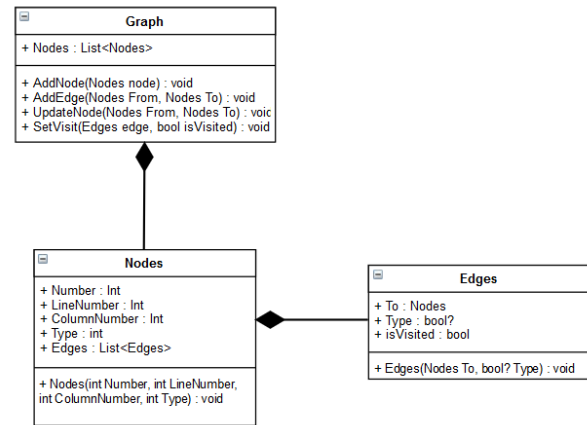 Graph
+ Nodes : List<Nodes>
+ AddNode(Nodes node) : void
+ AddEdge(Nodes From, Nodes To) : void
+ UpdateNode(Nodes From, Nodes To) : void
+ SetVisit(Edges edge, bool isVisited) : void
Nodes
+ Number : Int
+ LineNumber : Int
+ ColumnNumber : Int
+ Type : int
+ Edges : List<Edges>
+ Nodes(int Number, int LineNumber,
int ColumnNumber, int Type) : void
Edges
+ To : Nodes
+ Type : bool?
+ isVisited : bool
+ Edges(Nodes To, bool? Type) : void